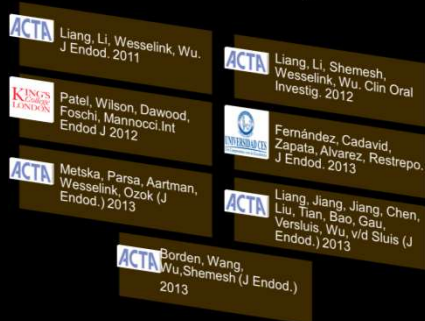 ACTA
Liang, Li, Wesselink, Wu.
J Endod. 2011
ACTA
Liang, Li, Shemesh,
Wesselink, Wu. Clin Oral
Investig. 2012
KING'S
College
LONDON
Patel, Wilson, Dawood,
Foschi, Mannocci.Int
Endod J 2012
UNIVERSIDAD CES
Fernández, Cadavid,
Zapata, Alvarez, Restrepo.
J Endod. 2013
ACTA
Metska, Parsa, Aartman,
Wesselink, Ozok (J
Endod.) 2013
ACTA
Liang, Jiang, Jiang, Chen,
Liu, Tian, Bao, Gau,
Versluis, Wu, v/d Sluis (J
Endod.) 2013
ACTA
Borden, Wang,
Wu,Shemesh (J Endod.)
2013